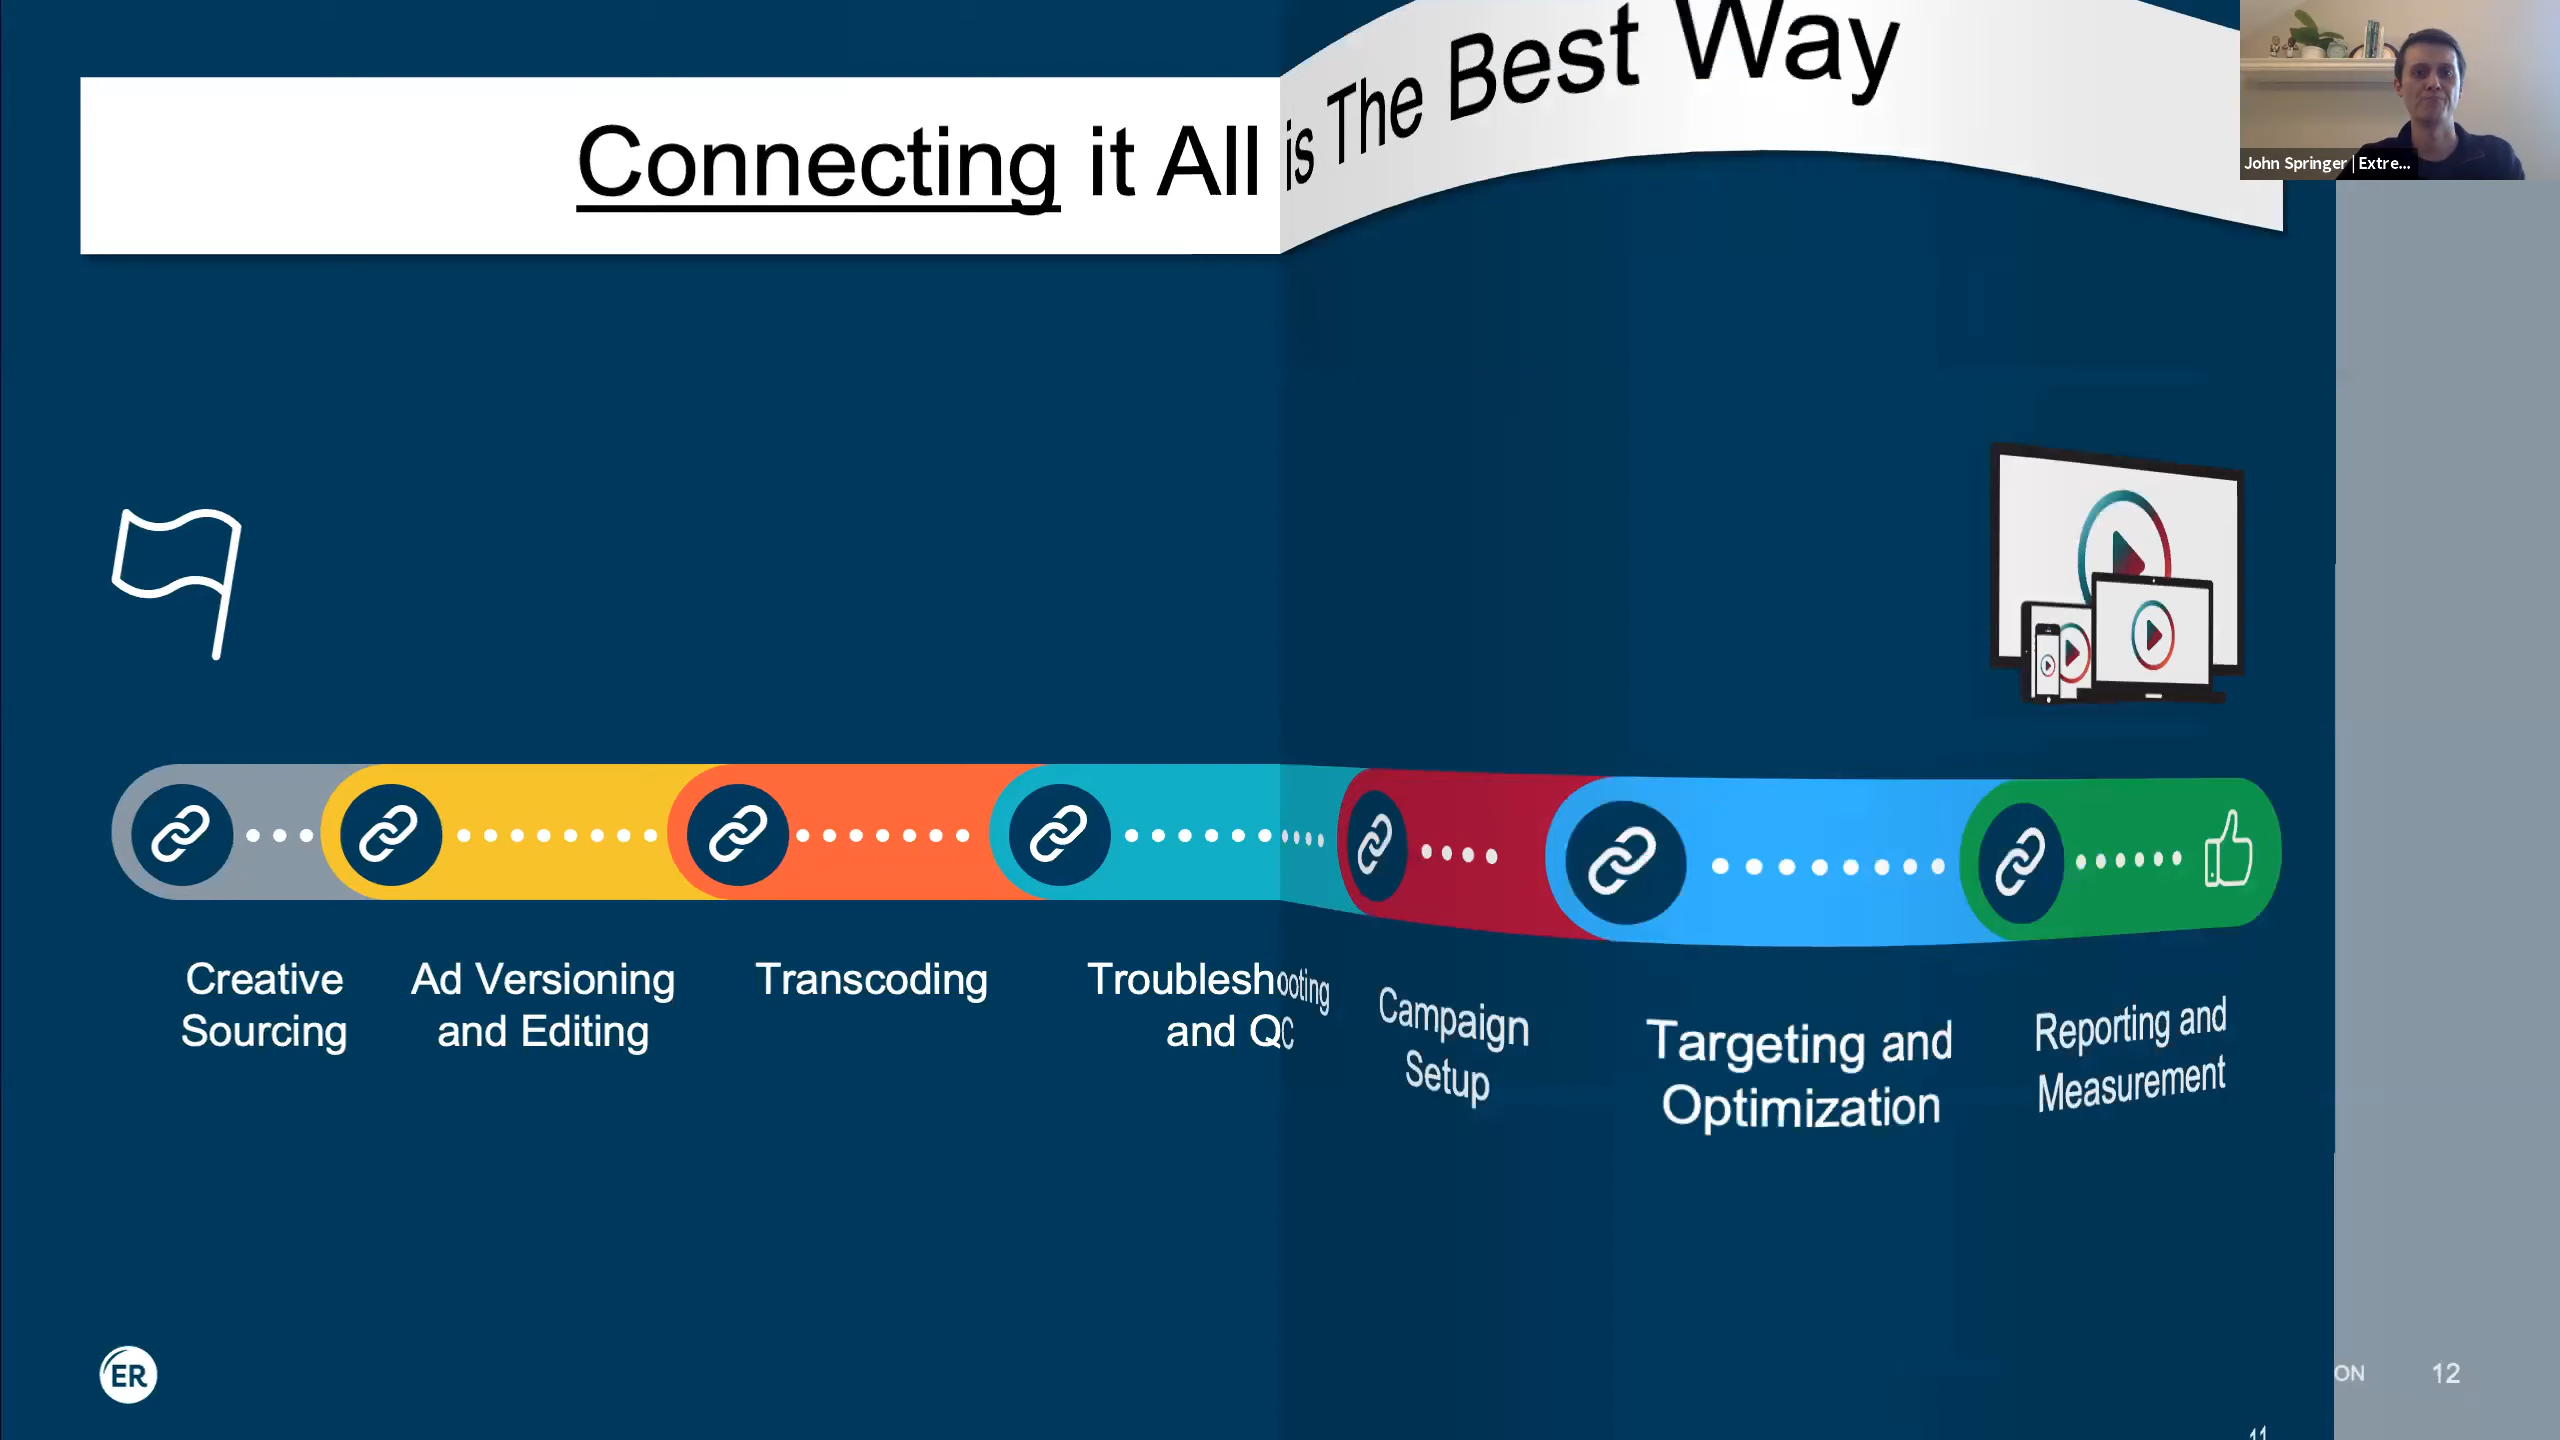 Connecting it All is The Best Way
John Springer | Extre...
Creative
Sourcing
Ad Versioning
and Editing
Transcoding
Troubleshooting
and QC
Campaign
Setup
Targeting and
Optimization
Reporting and
Measurement
ER
ON
12
11